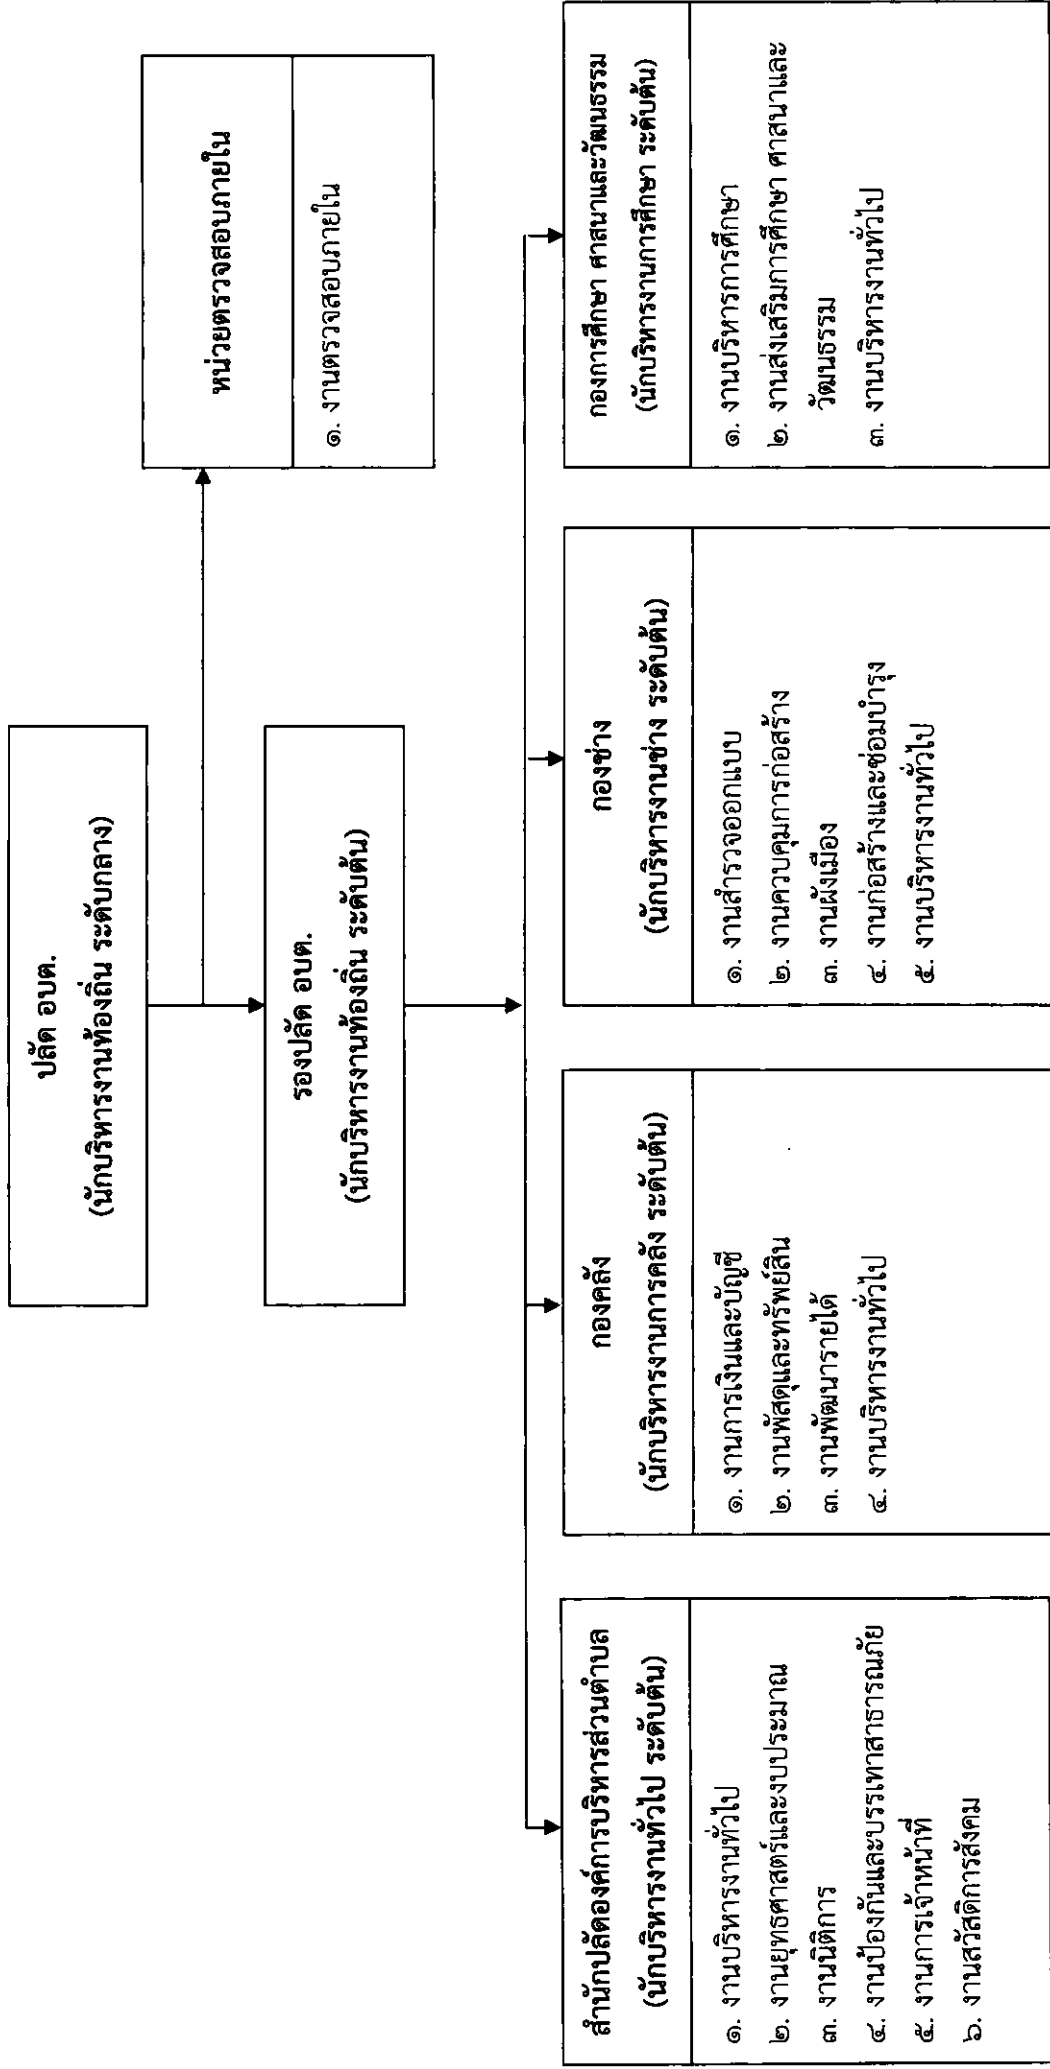 ปลัด อบต.
(นักบริหารงานท้องถิ่น ระดับกลาง)
หน่วยตรวจสอบภายใน
๑. งานตรวจสอบภายใน
รองปลัด อบต.
(นักบริหารงานท้องถิ่น ระดับต้น)
สำนักปลัดองค์การบริหารส่วนตำบล
(นักบริหารงานทั่วไป ระดับต้น)
๑. งานบริหารงานทั่วไป
๒. งานยุทธศาสตร์และงบประมาณ
๓. งานนิติการ
๔. งานป้องกันและบรรเทาสาธารณภัย
๕. งานการเจ้าหน้าที่
๖. งานสวัสดิการสังคม
กองคลัง
(นักบริหารงานการคลัง ระดับต้น)
๑. งานการเงินและบัญชี
๒. งานพัสดุและทรัพย์สิน
๓. งานพัฒนารายได้
๔. งานบริหารงานทั่วไป
กองช่าง
(นักบริหารงานช่าง ระดับต้น)
๑. งานสำรวจออกแบบ
๒. งานควบคุมการก่อสร้าง
๓. งานผังเมือง
๔. งานก่อสร้างและซ่อมบำรุง
๕. งานบริหารงานทั่วไป
กองการศึกษา ศาสนาและวัฒนธรรม
(นักบริหารงานการศึกษา ระดับต้น)
๑. งานบริหารการศึกษา
๒. งานส่งเสริมการศึกษา ศาสนาและ
วัฒนธรรม
๓. งานบริหารงานทั่วไป